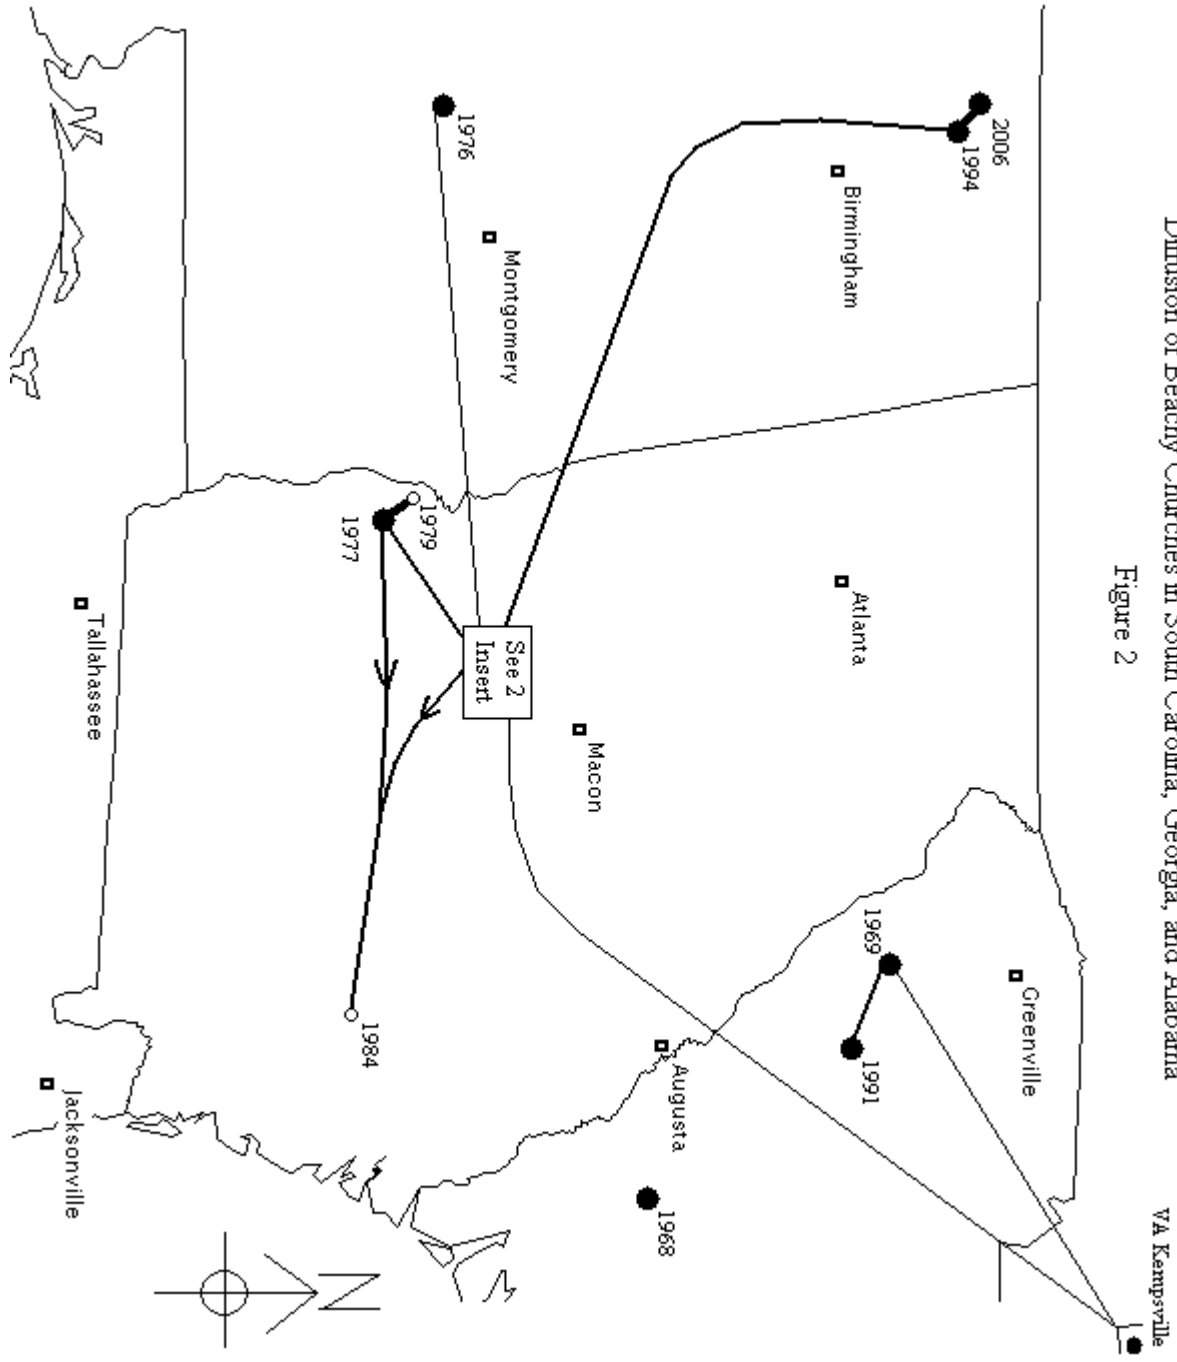 Diffusion of Beachy Churches in South Carolina, Georgia, and Alabama
Figure 2
VA Kempsville
2006
1994
Birmingham
Atlanta
Greenville
1969
1991
1976
Montgomery
See 2
Insert
Macon
Augusta
1968
1979
1977
1984
Tallahassee
Jacksonville
N